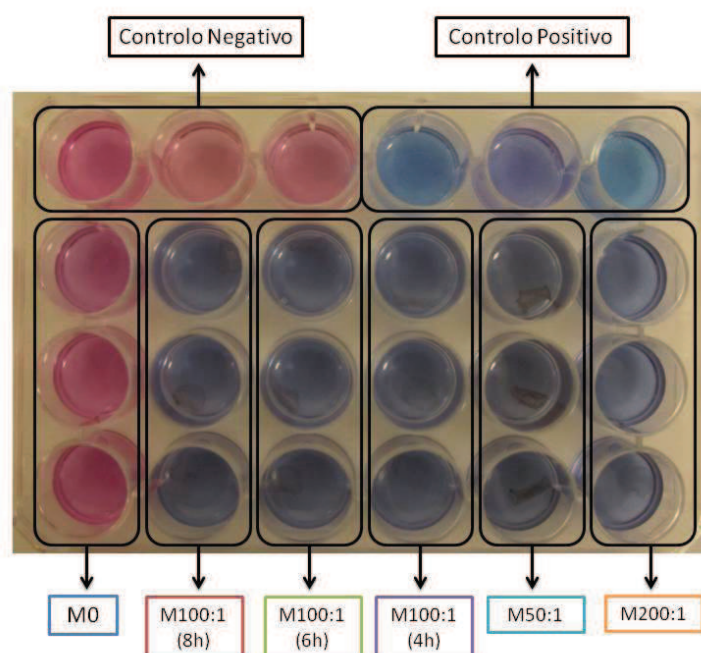 Controlo Negativo
Controlo Positivo
M0
M100:1
(8h)
M100:1
(6h)
M100:1
(4h)
M50:1
M200:1